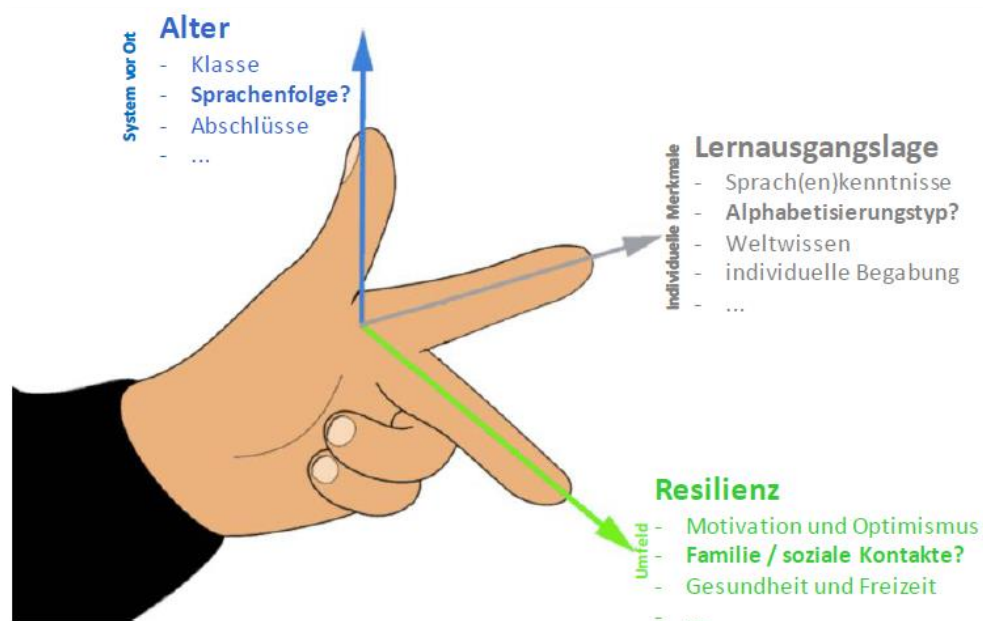 System vor Ort
Alter
- Klasse
- Sprachenfolge?
- Abschlüsse
- ...
Individuelle Merkmale
Lernausgangslage
- Sprach(en)kenntnisse
- Alphabetisierungstyp?
- Weltwissen
- individuelle Begabung
- ...
Umfeld
Resilienz
- Motivation und Optimismus
- Familie / soziale Kontakte?
- Gesundheit und Freizeit
- ...